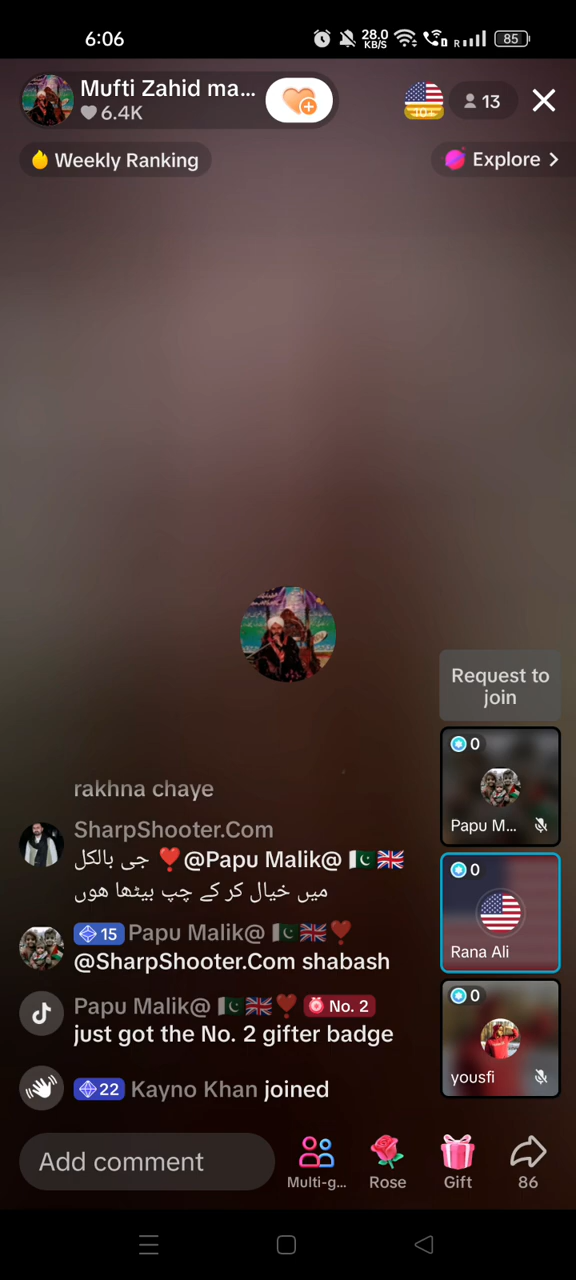 6:06
28.0
KB/S
R
85
Mufti Zahid ma...
6.4K
13
Weekly Ranking
Explore >
Request to
join
0
Papu M...
0
Rana Ali
0
yousfi
rakhna chaye
SharpShooter.Com
@Papu Malik@ 🇵🇰🇬🇧❣️ جی بالکل
میں خیال کر کے چپ بیٹھا ھوں
15 Papu Malik@ 🇵🇰🇬🇧❣️
@SharpShooter.Com shabash
Papu Malik@ 🇵🇰🇬🇧❣️ No. 2
just got the No. 2 gifter badge
22 Kayno Khan joined
Add comment
Multi-g...
Rose
Gift
86